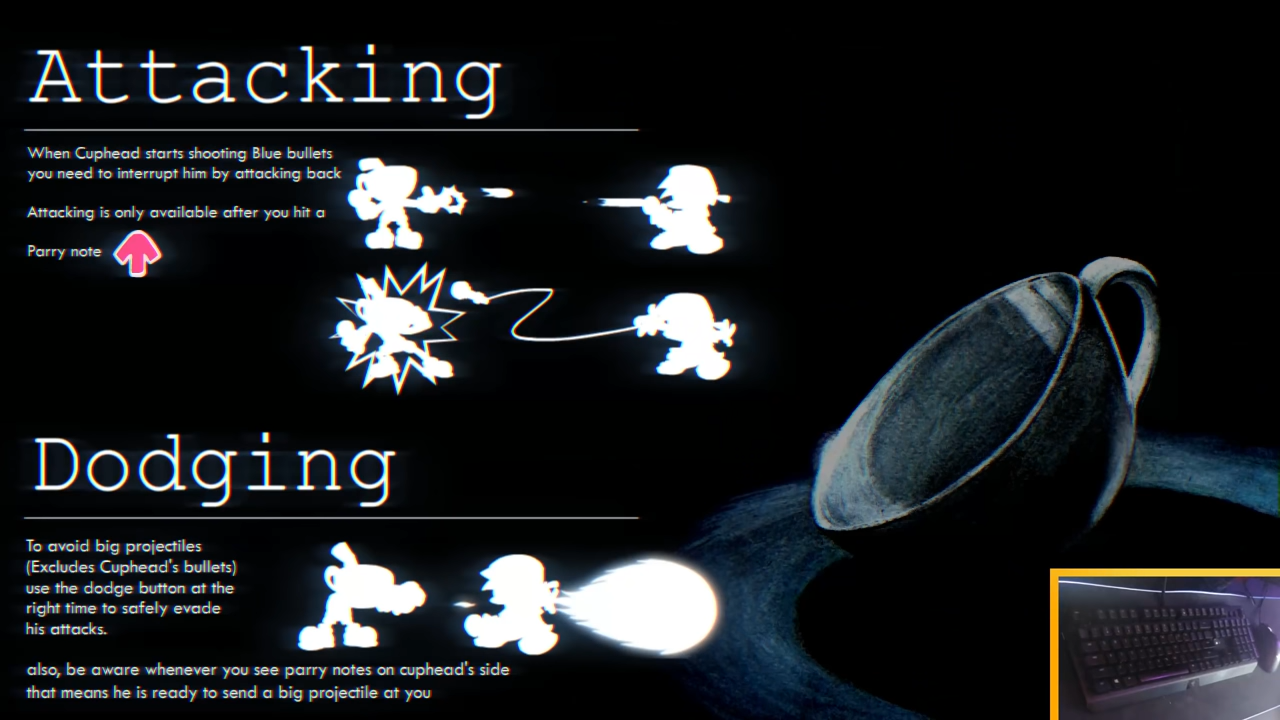 Attacking
When Cuphead starts shooting Blue bullets
you need to interrupt him by attacking back
Attacking is only available after you hit a
Parry note
Dodging
To avoid big projectiles
(Excludes Cuphead's bullets)
use the dodge button at the
right time to safely evade
his attacks.
also, be aware whenever you see parry notes on cuphead's side
that means he is ready to send a big projectile at you